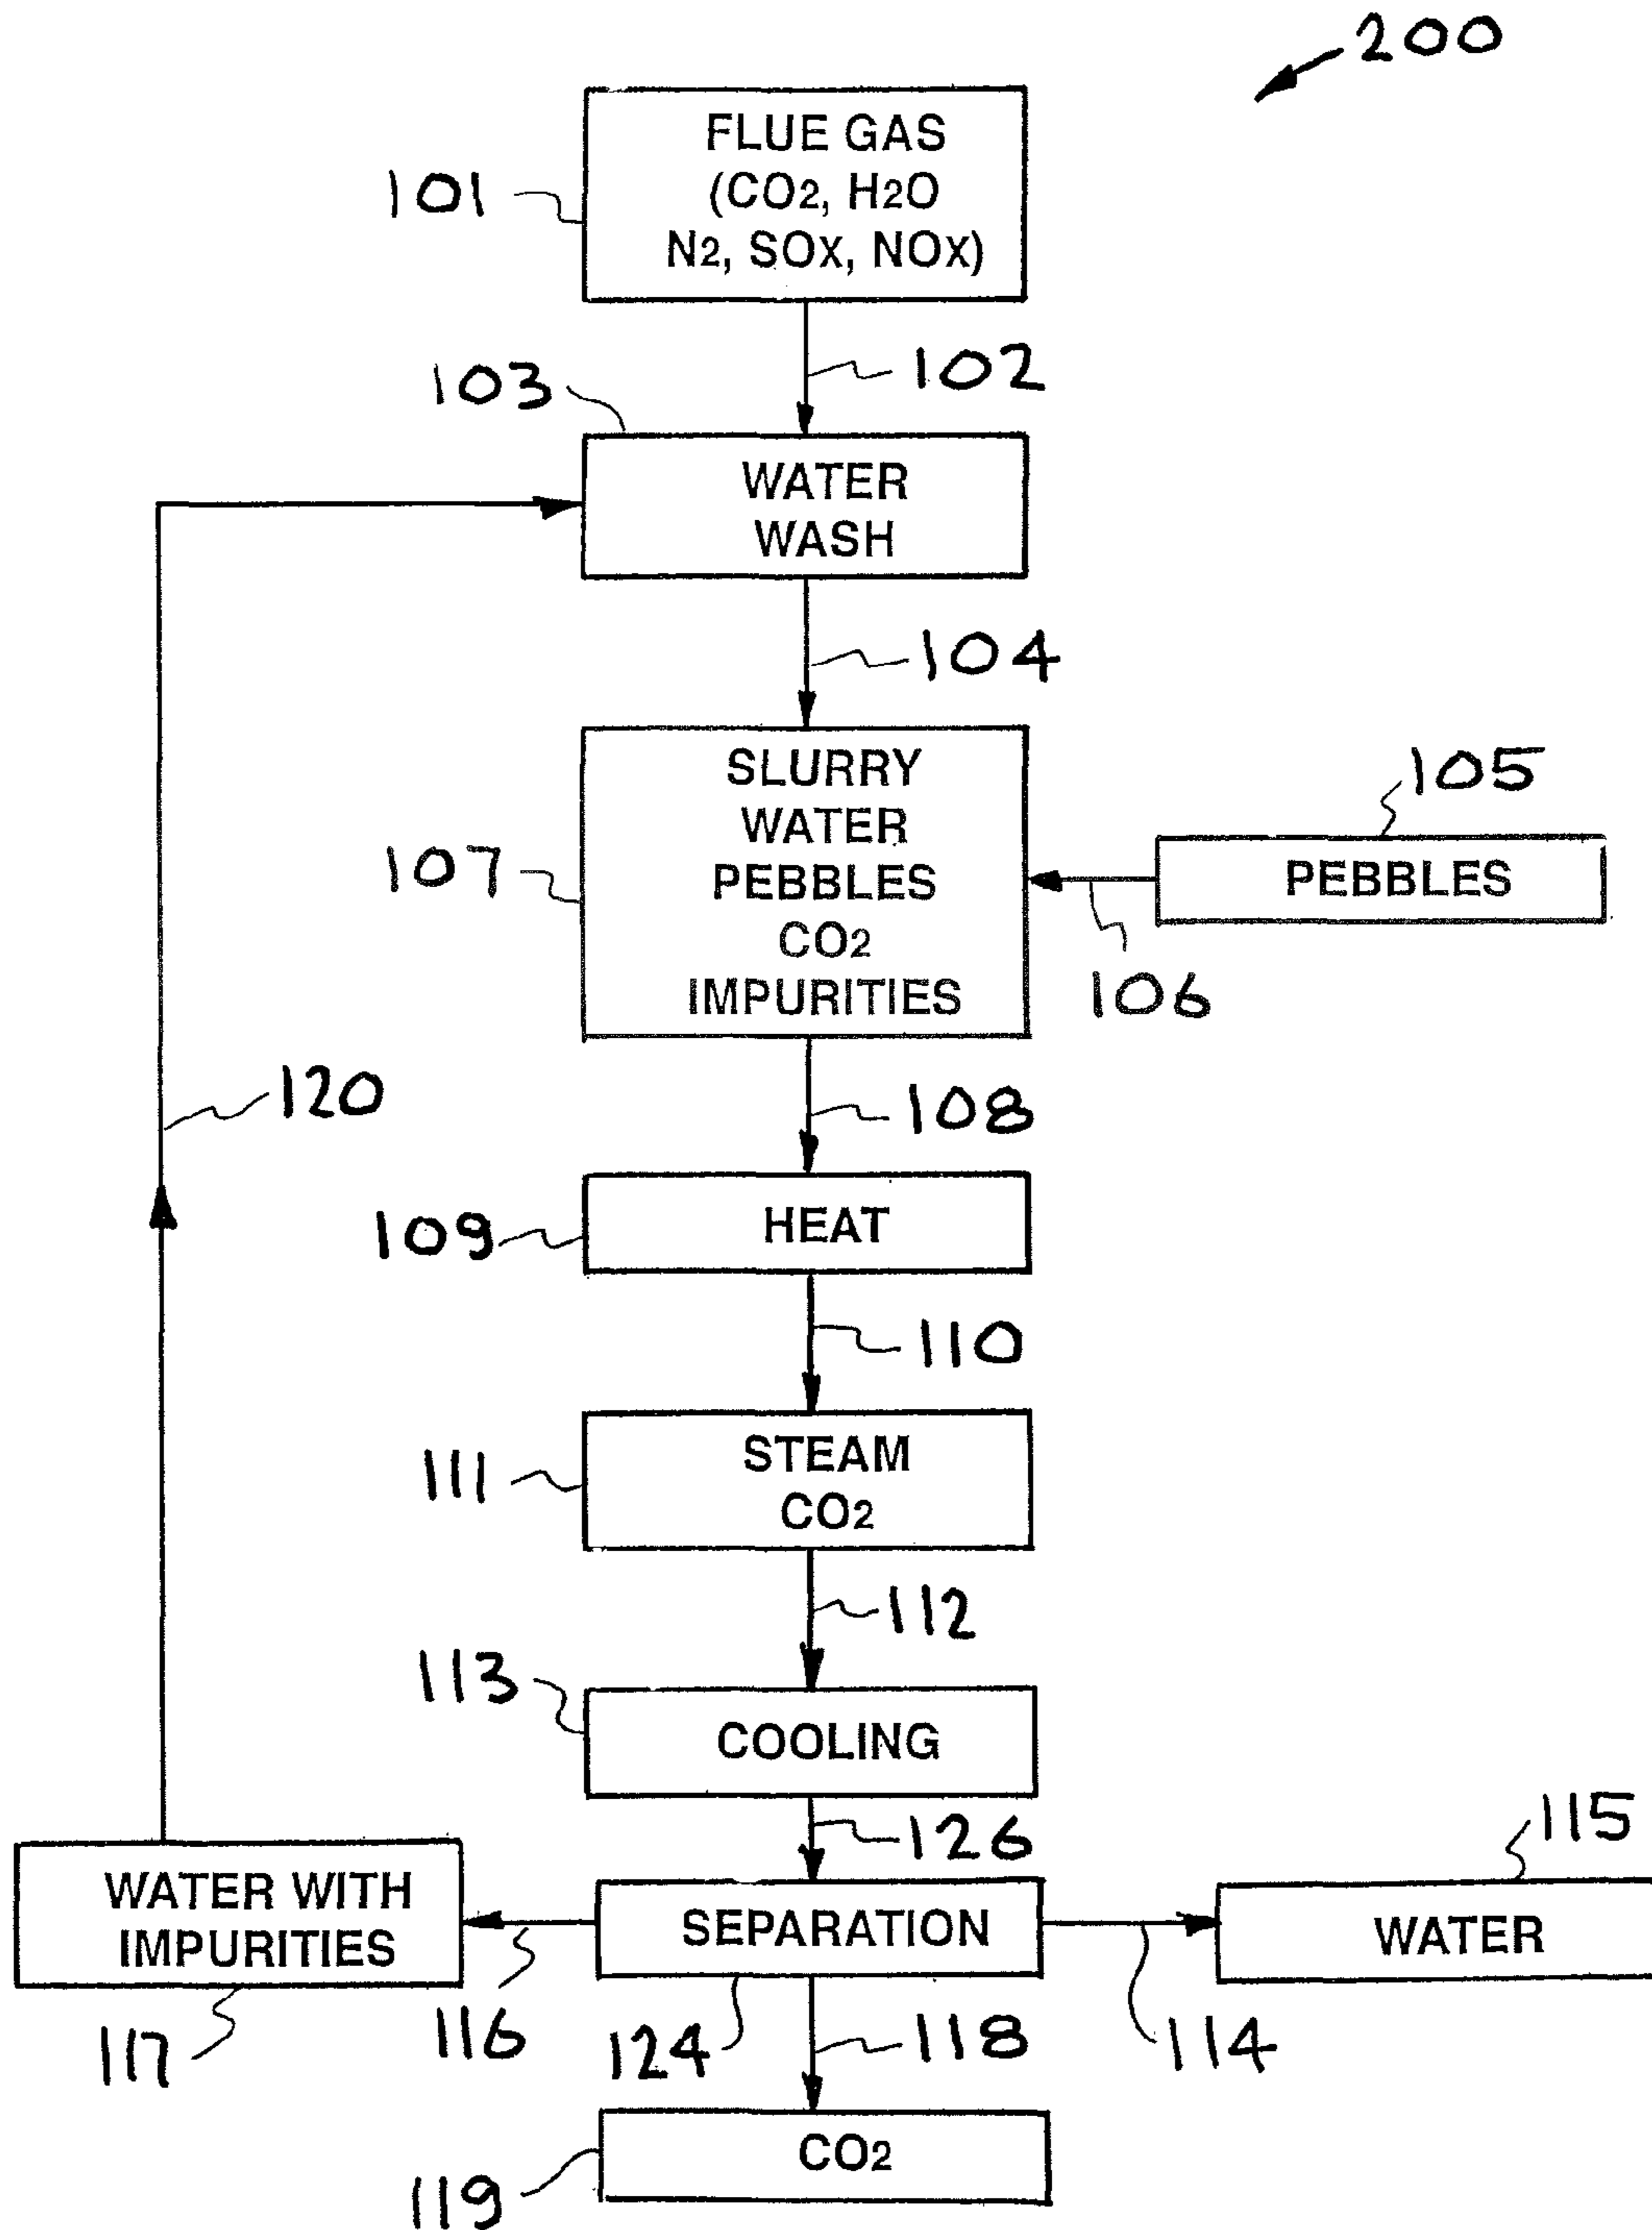 200
FLUE GAS
(CO2, H2O
N2, SOX, NOX)
101
102
103
WATER
WASH
104
SLURRY
WATER
PEBBLES
CO2
IMPURITIES
105
PEBBLES
107
106
120
108
HEAT
109
110
STEAM
CO2
111
112
113
COOLING
126
115
WATER WITH
IMPURITIES
SEPARATION
WATER
117
116
124
118
114
CO2
119